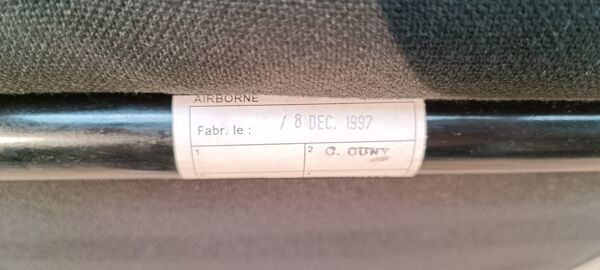 AIRBORNE
Fabr. le : / 8 DEC. 1997
1 2 C. CUNY